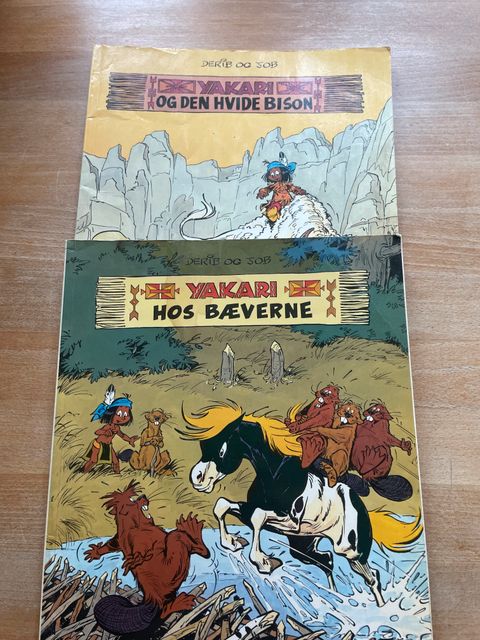 DERIB OG JOB
YAKARI
OG DEN HVIDE BISON
DERIB OG JOB
YAKARI
HOS BÆVERNE